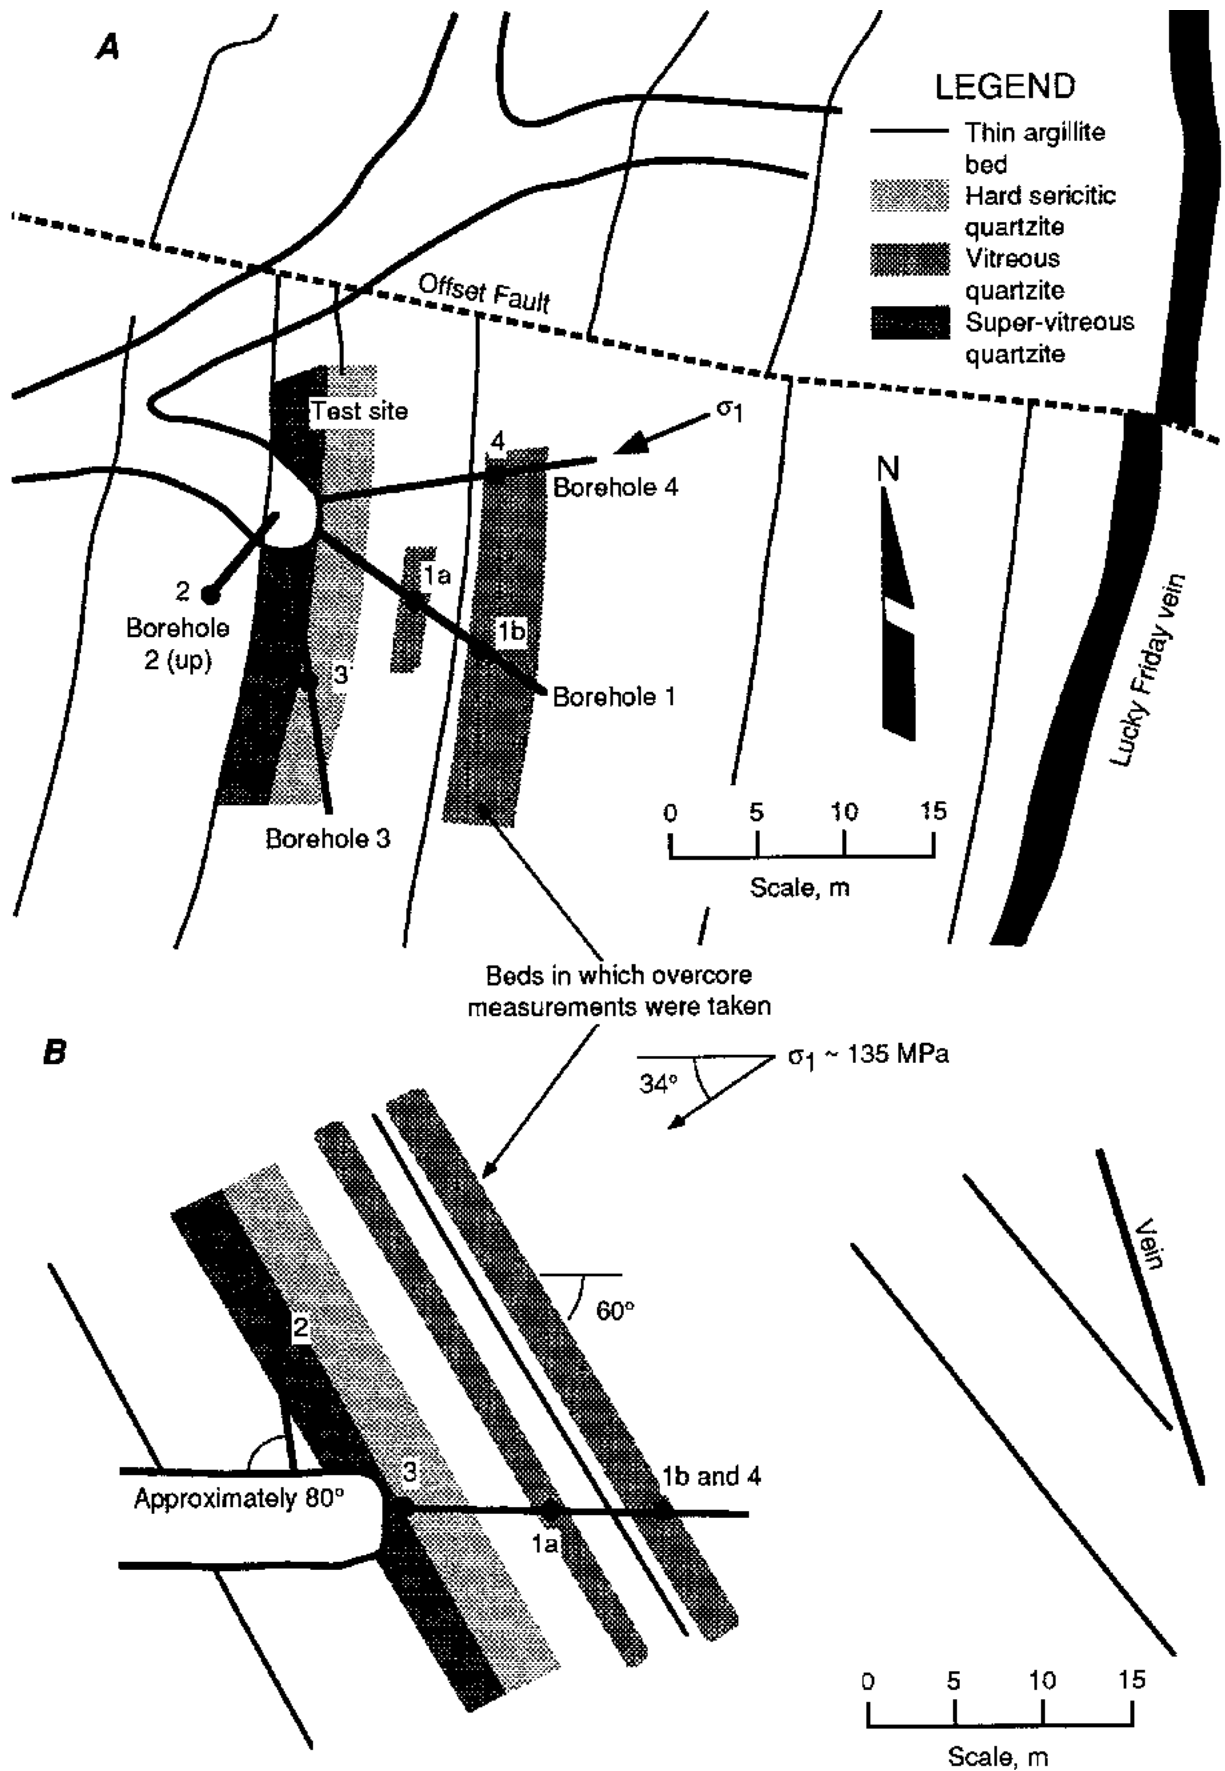 A
LEGEND
Thin argillite
bed
Hard sericitic
quartzite
Vitreous
quartzite
Super-vitreous
quartzite
Offset Fault
Test site
σ1
4
Borehole 4
N
1a
2
Borehole
2 (up)
1b
3
Borehole 1
Lucky Friday vein
0 5 10 15
Scale, m
Borehole 3
Beds in which overcore
measurements were taken
B
σ1 ~ 135 MPa
34°
Vein
60°
2
3
1b and 4
Approximately 80°
1a
0 5 10 15
Scale, m